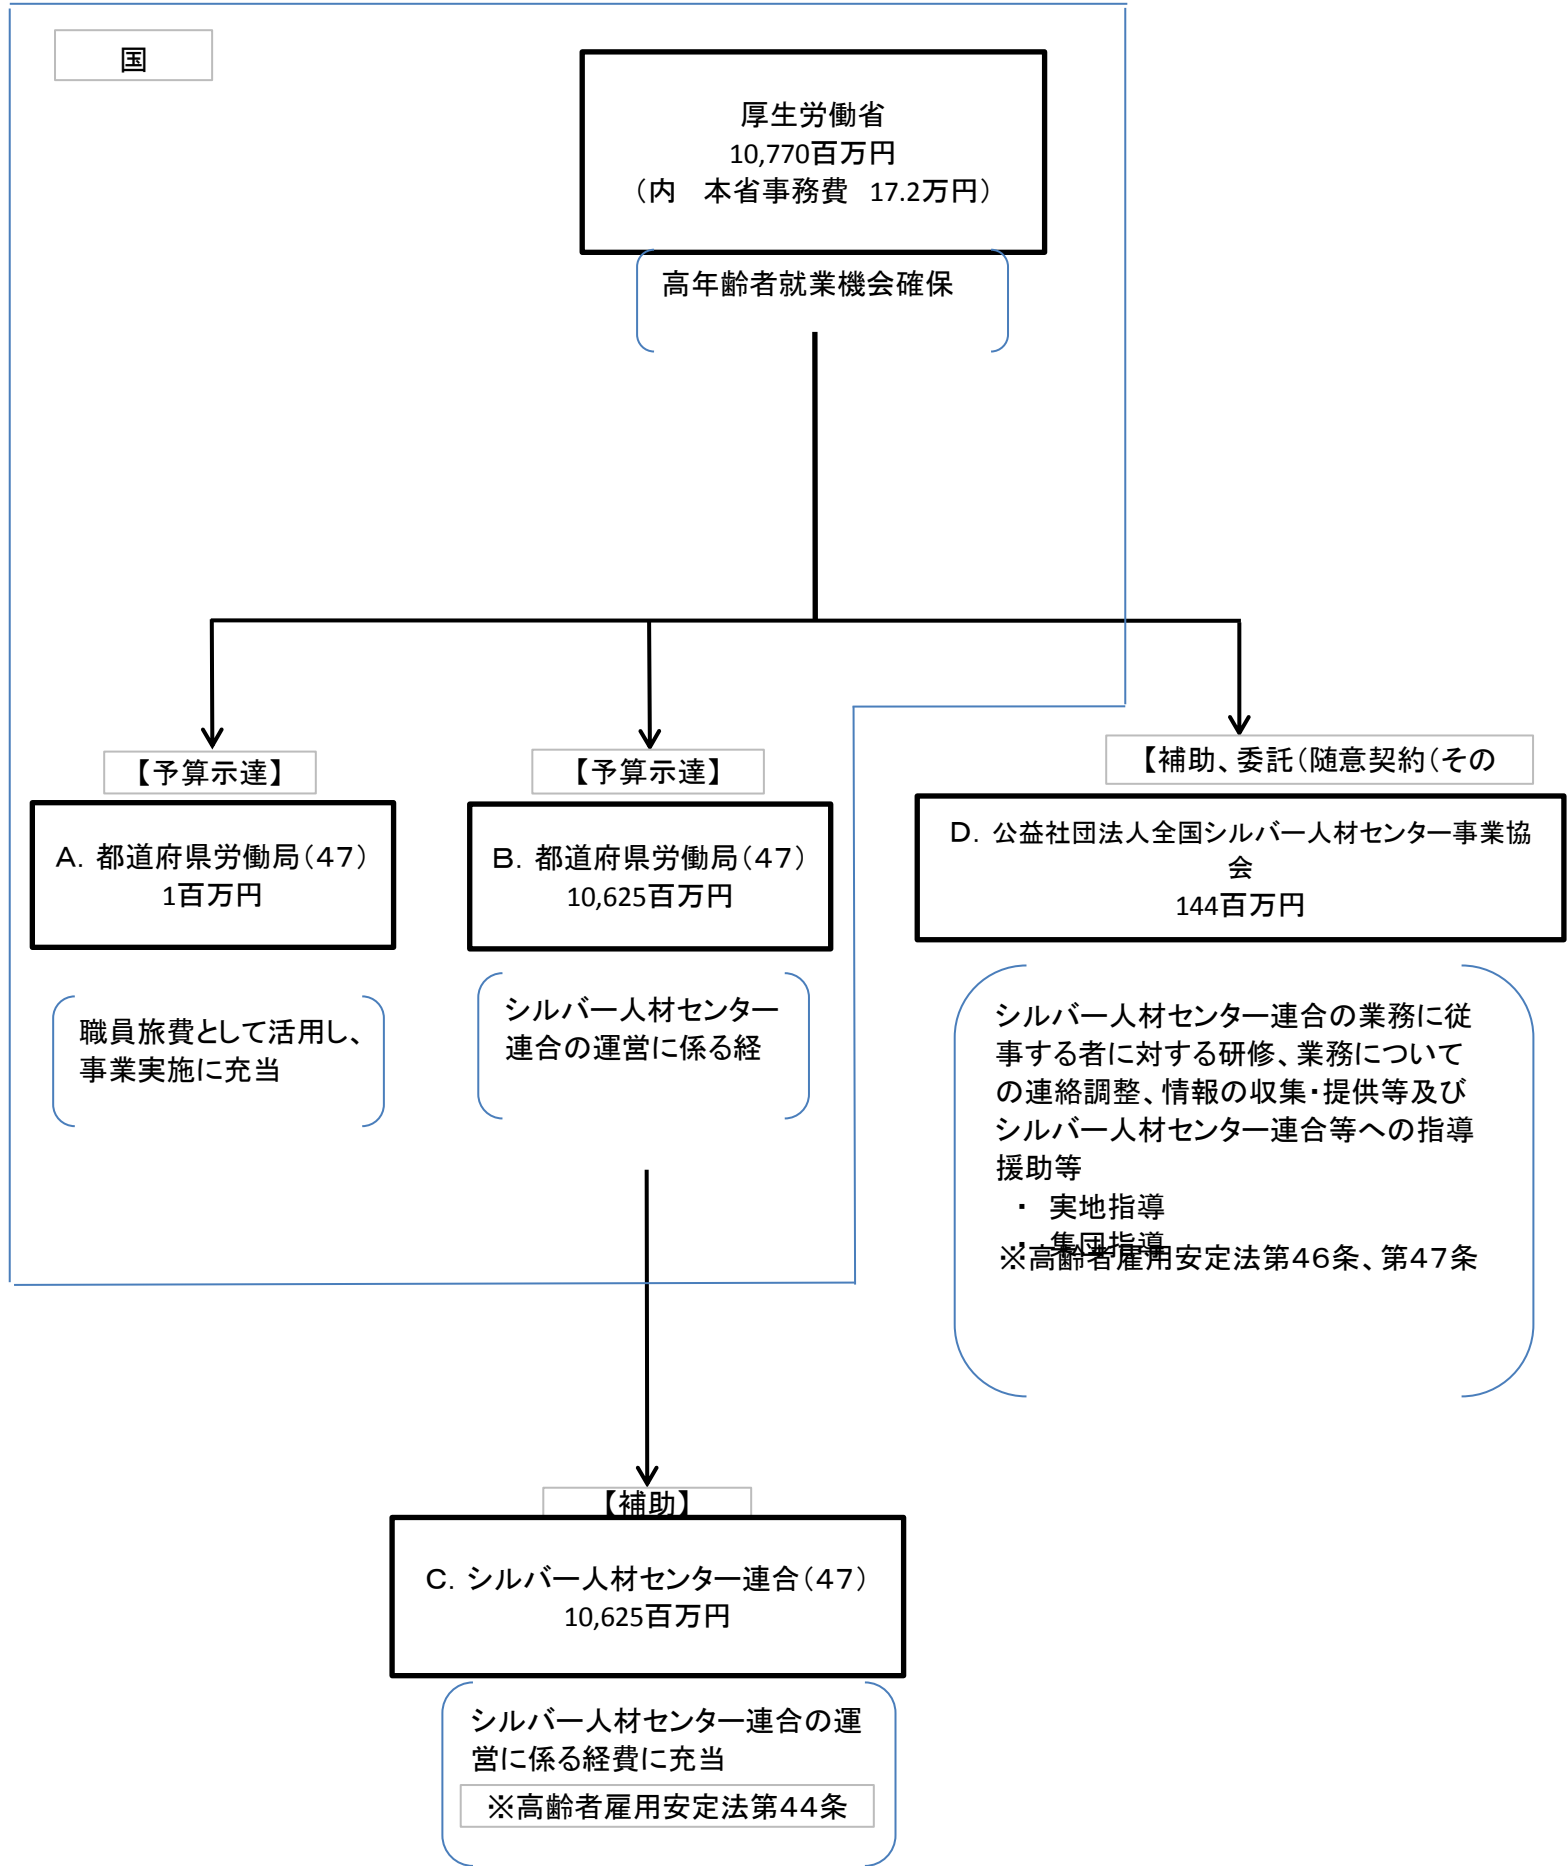 国
厚生労働省
10,770百万円
（内　本省事務費　17.2万円）
高年齢者就業機会確保
【予算示達】
【予算示達】
【補助、委託（随意契約（その
A．都道府県労働局（４７）
1百万円
B．都道府県労働局（４７）
10,625百万円
D．公益社団法人全国シルバー人材センター事業協
会
144百万円
職員旅費として活用し、
事業実施に充当
シルバー人材センター
連合の運営に係る経
シルバー人材センター連合の業務に従
事する者に対する研修、業務について
の連絡調整、情報の収集・提供等及び
シルバー人材センター連合等への指導
援助等
・　実地指導
・　集団指導
※高齢者雇用安定法第４６条、第４７条
【補助】
C．シルバー人材センター連合（４７）
10,625百万円
シルバー人材センター連合の運
営に係る経費に充当
※高齢者雇用安定法第４４条